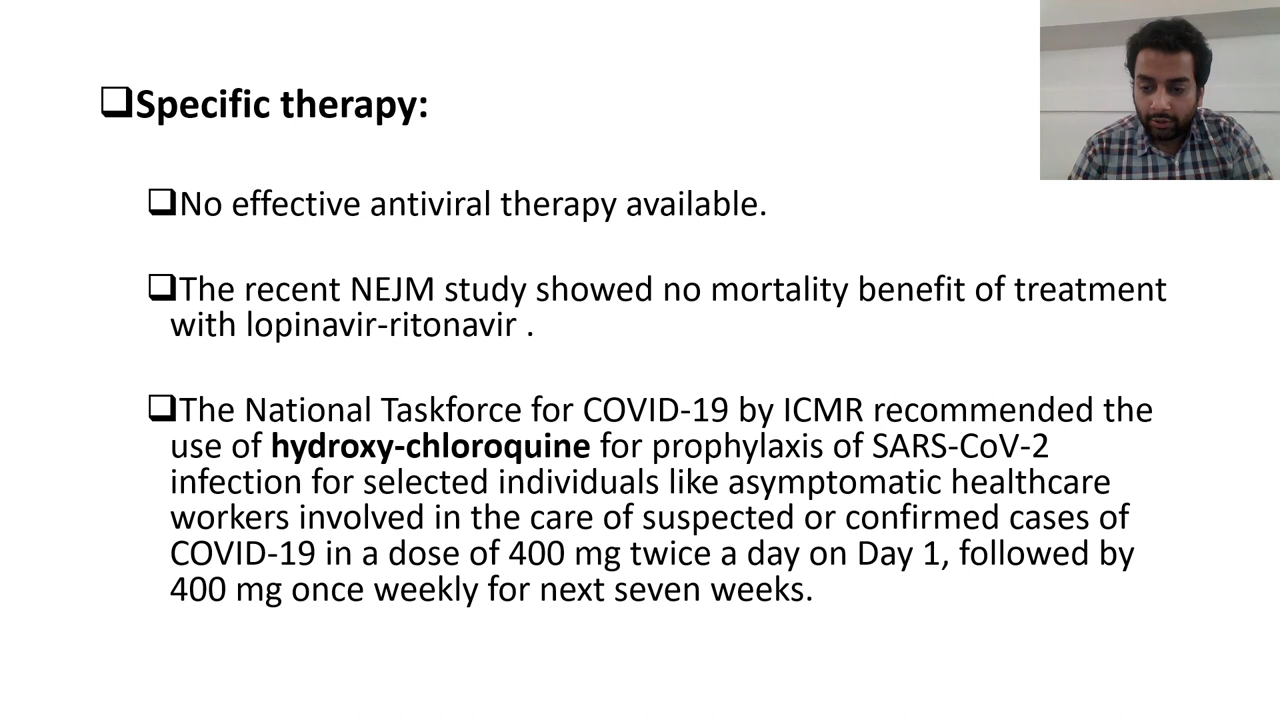 ❑Specific therapy:
❑No effective antiviral therapy available.
❑The recent NEJM study showed no mortality benefit of treatment
with lopinavir-ritonavir .
❑The National Taskforce for COVID-19 by ICMR recommended the
use of hydroxy-chloroquine for prophylaxis of SARS-CoV-2
infection for selected individuals like asymptomatic healthcare
workers involved in the care of suspected or confirmed cases of
COVID-19 in a dose of 400 mg twice a day on Day 1, followed by
400 mg once weekly for next seven weeks.